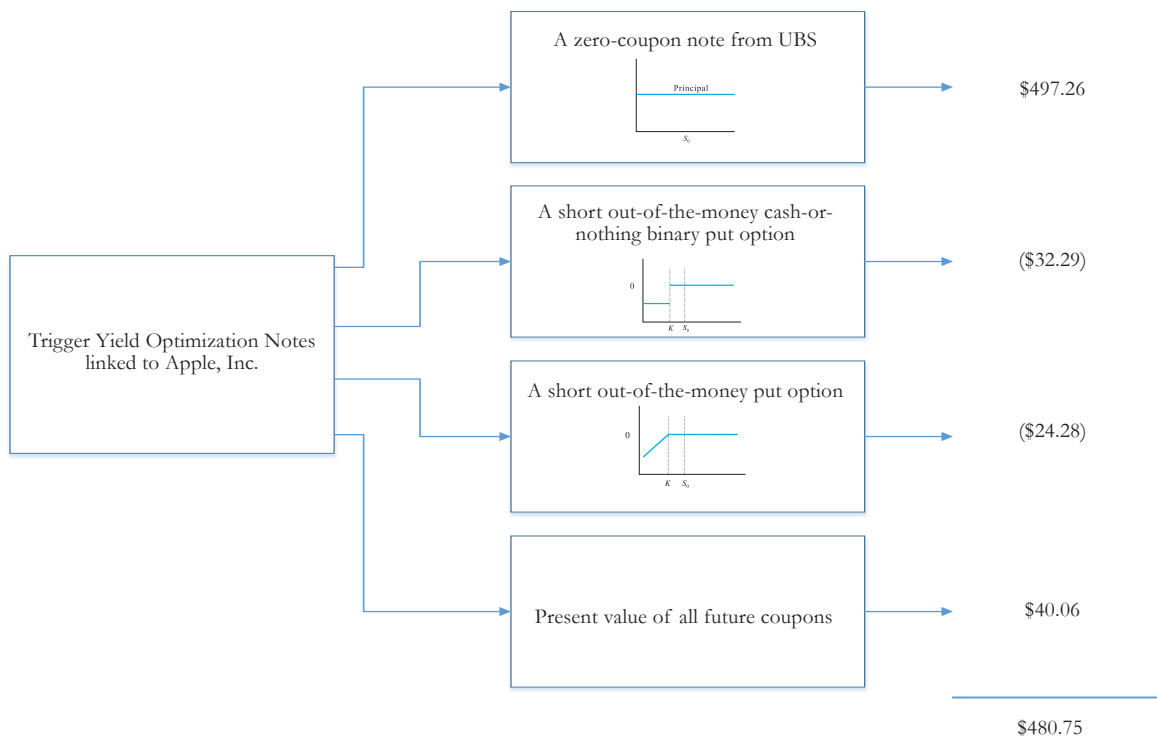 A zero-coupon note from UBS
Principal
S₀
$497.26
A short out-of-the-money cash-or-
nothing binary put option
0
K S₀
($32.29)
Trigger Yield Optimization Notes
linked to Apple, Inc.
A short out-of-the-money put option
0
K S₀
($24.28)
Present value of all future coupons
$40.06
$480.75